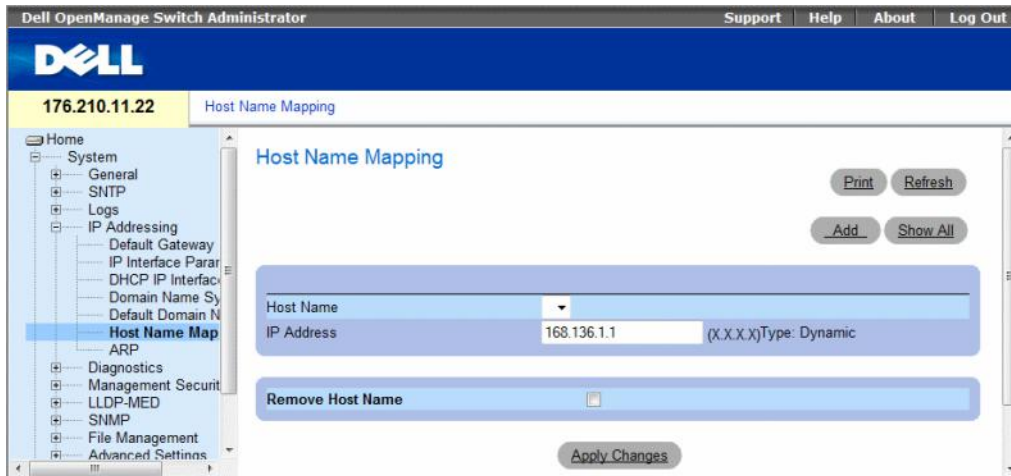 Dell OpenManage Switch Administrator
Support Help About Log Out
DELL
176.210.11.22
Host Name Mapping
Home
System
General
SNTP
Logs
IP Addressing
Default Gateway
IP Interface Parar
DHCP IP Interface
Domain Name Sy
Default Domain N
Host Name Map
ARP
Diagnostics
Management Securit
LLDP-MED
SNMP
File Management
Advanced Settings
Host Name Mapping
Print Refresh
Add Show All
Host Name
IP Address 168.136.1.1 (X.X.X.X)Type: Dynamic
Remove Host Name
Apply Changes